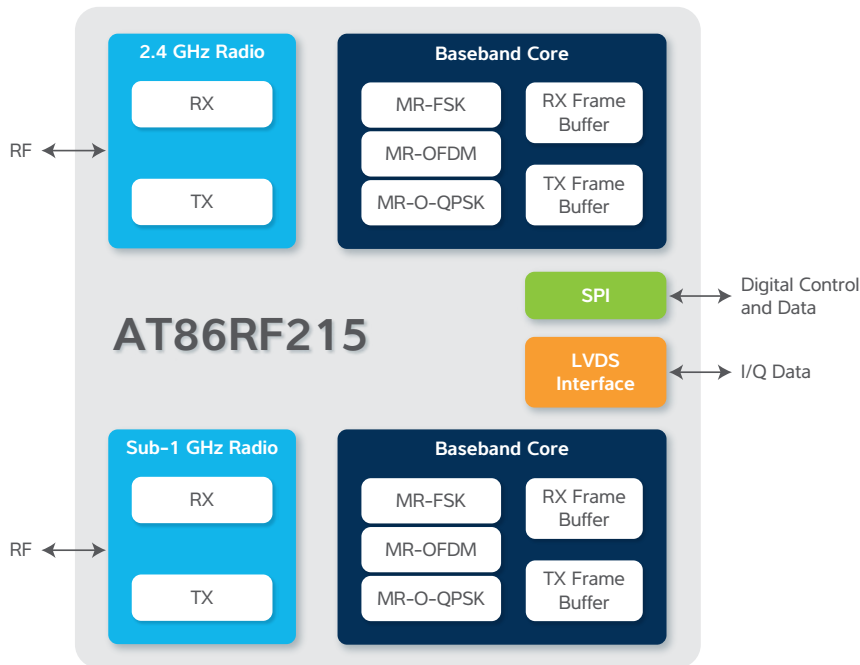 2.4 GHz Radio
RX
TX
RF
Baseband Core
MR-FSK
MR-OFDM
MR-O-QPSK
RX Frame
Buffer
TX Frame
Buffer
SPI
Digital Control
and Data
AT86RF215
LVDS
Interface
I/Q Data
Sub-1 GHz Radio
RX
TX
RF
Baseband Core
MR-FSK
MR-OFDM
MR-O-QPSK
RX Frame
Buffer
TX Frame
Buffer